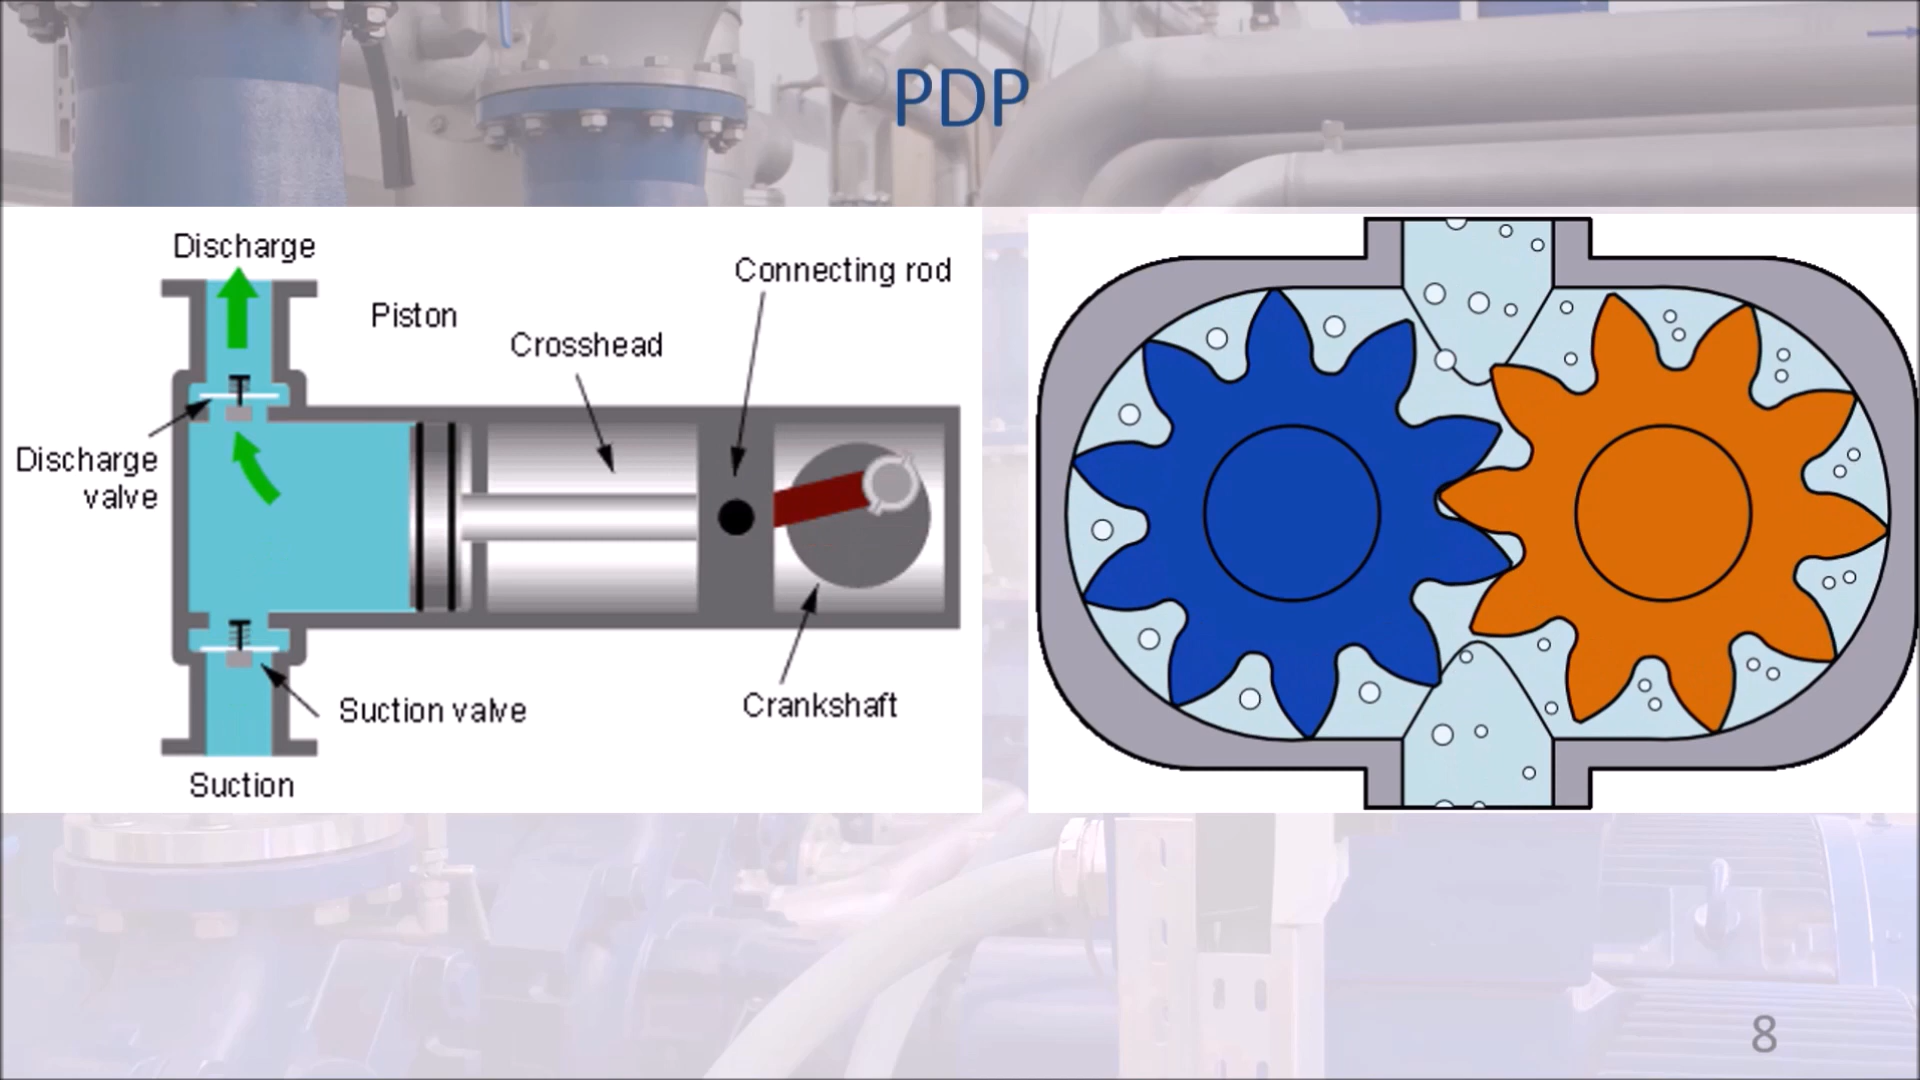 PDP
Discharge
Connecting rod
Piston
Crosshead
Discharge
valve
Suction valve
Crankshaft
Suction
8